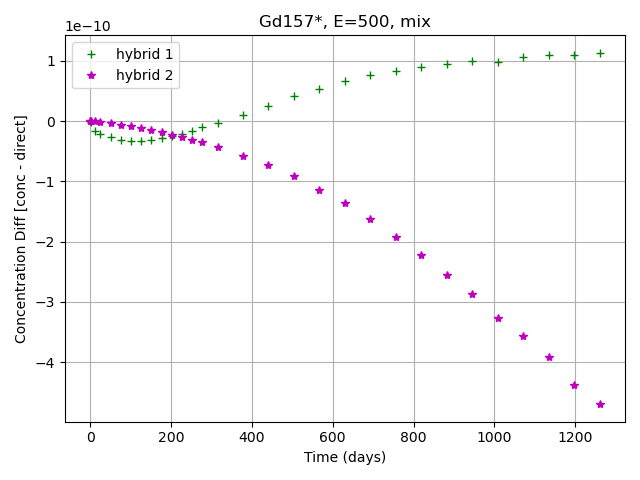 Gd157*, E=500, mix
1e−10
hybrid 1
hybrid 2
1
0
−1
−2
−3
−4
Concentration Diff [conc - direct]
0 200 400 600 800 1000 1200
Time (days)